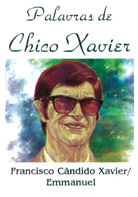 Palavras de
Chico Xavier
Francisco Cândido Xavier/
Emmanuel